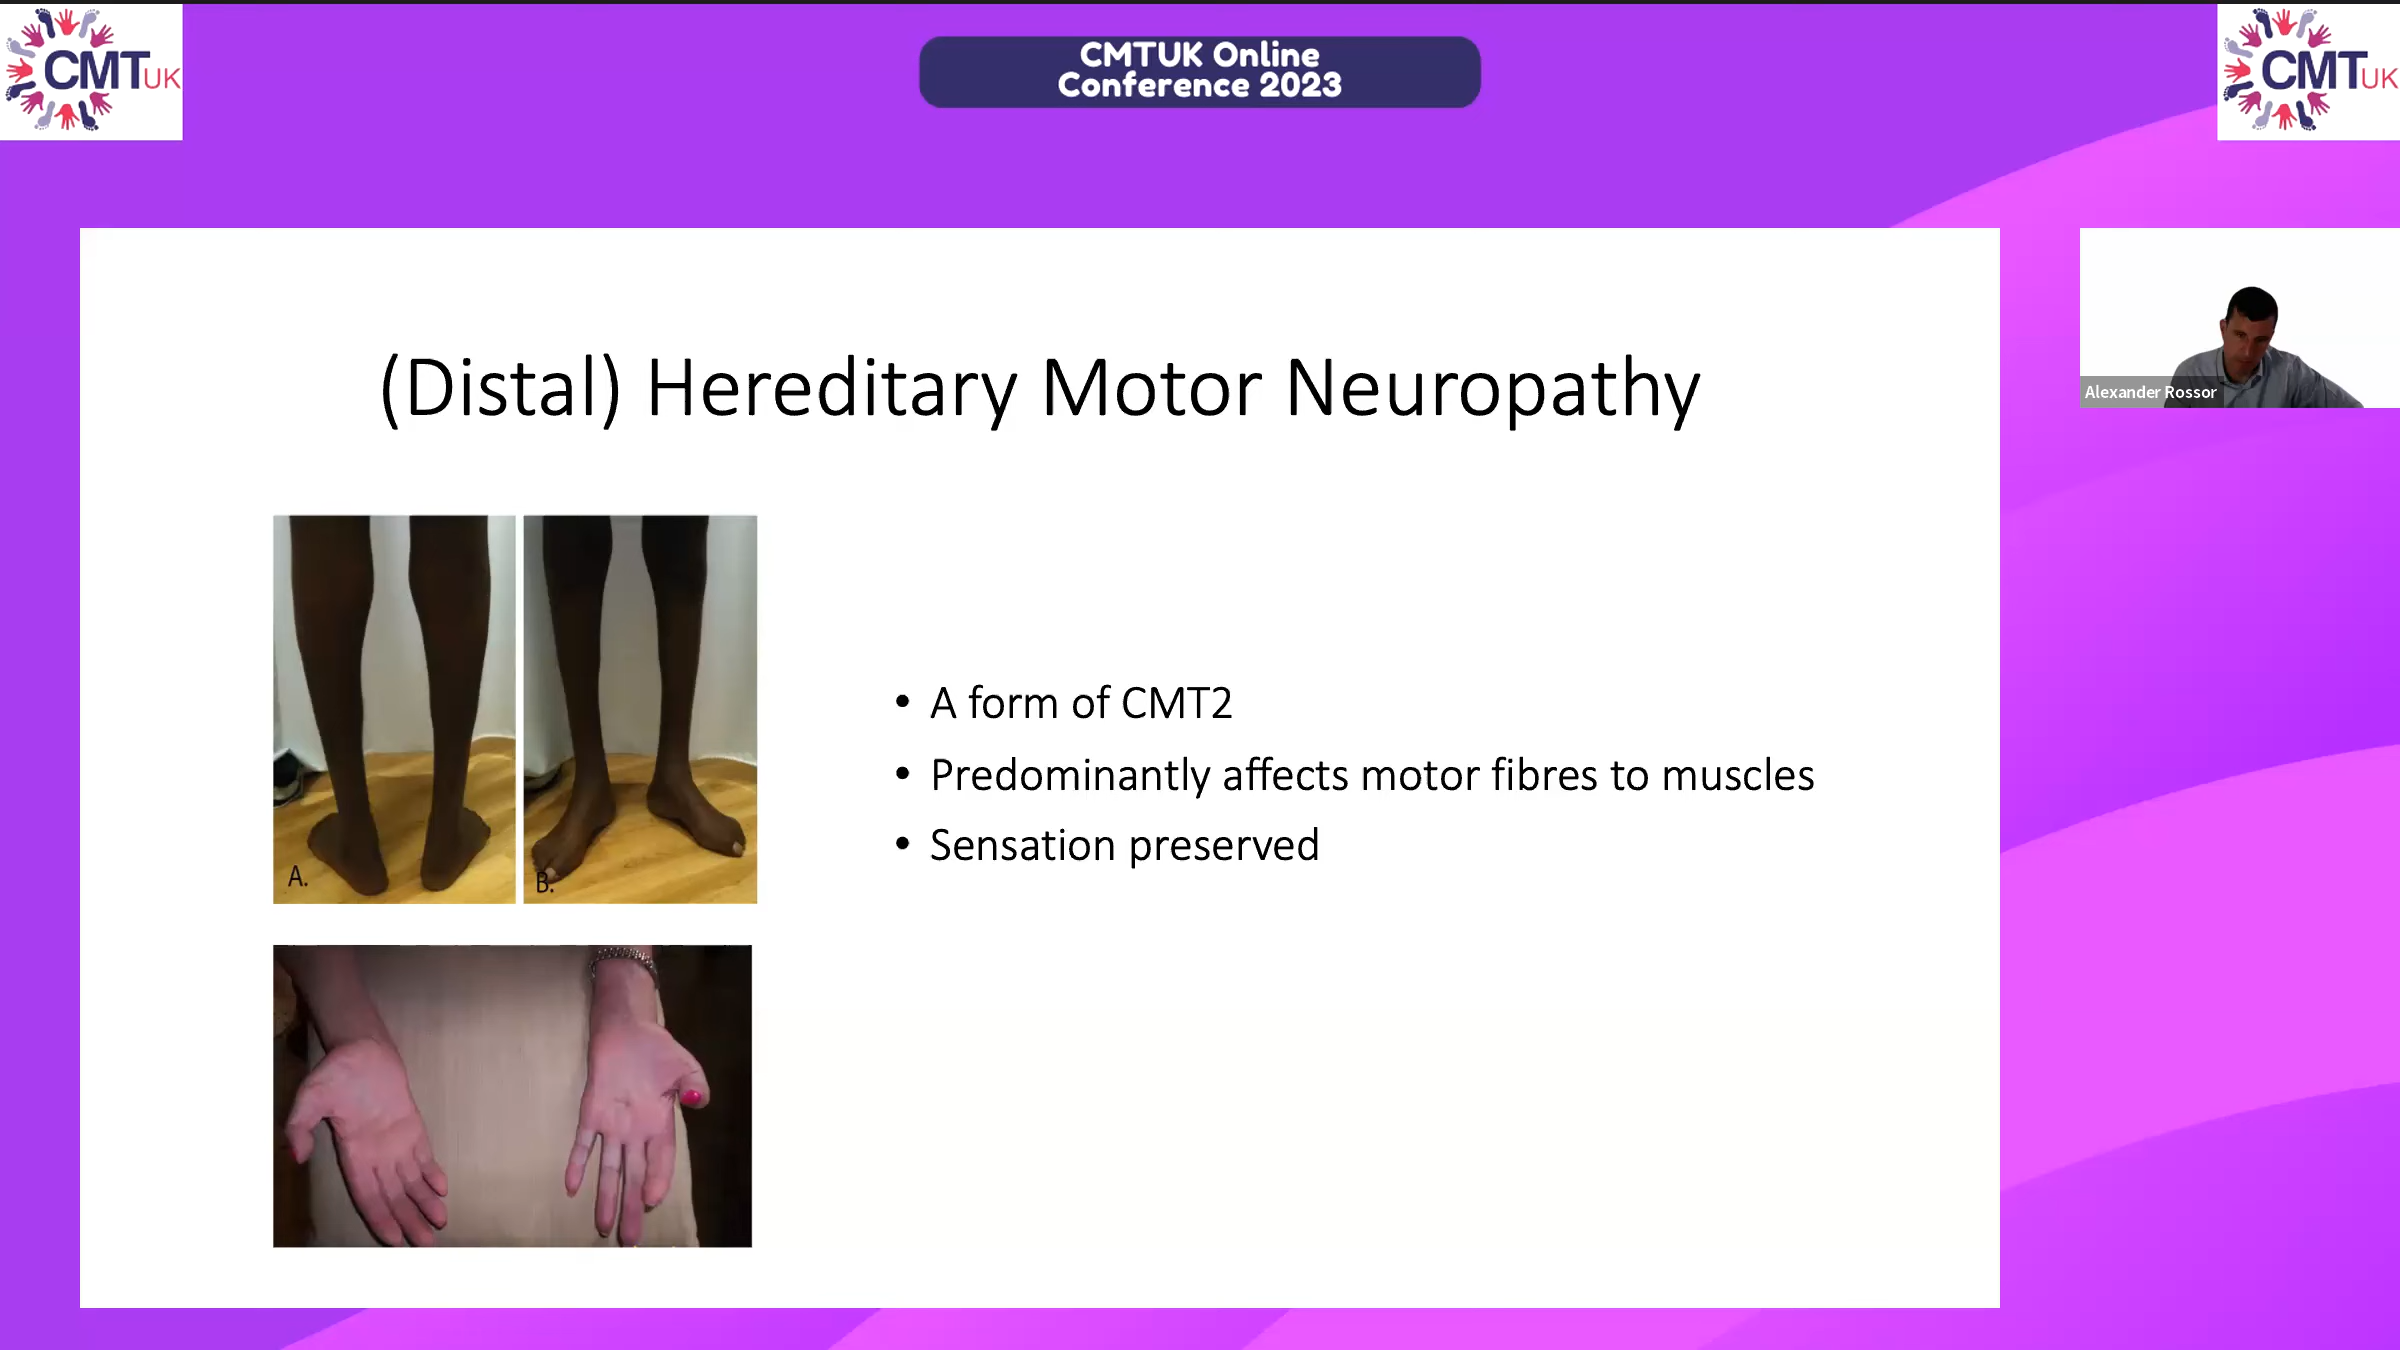 CMTUK
CMTUK Online
Conference 2023
CMTUK
Alexander Rossor
(Distal) Hereditary Motor Neuropathy
A.
B.
• A form of CMT2
• Predominantly affects motor fibres to muscles
• Sensation preserved